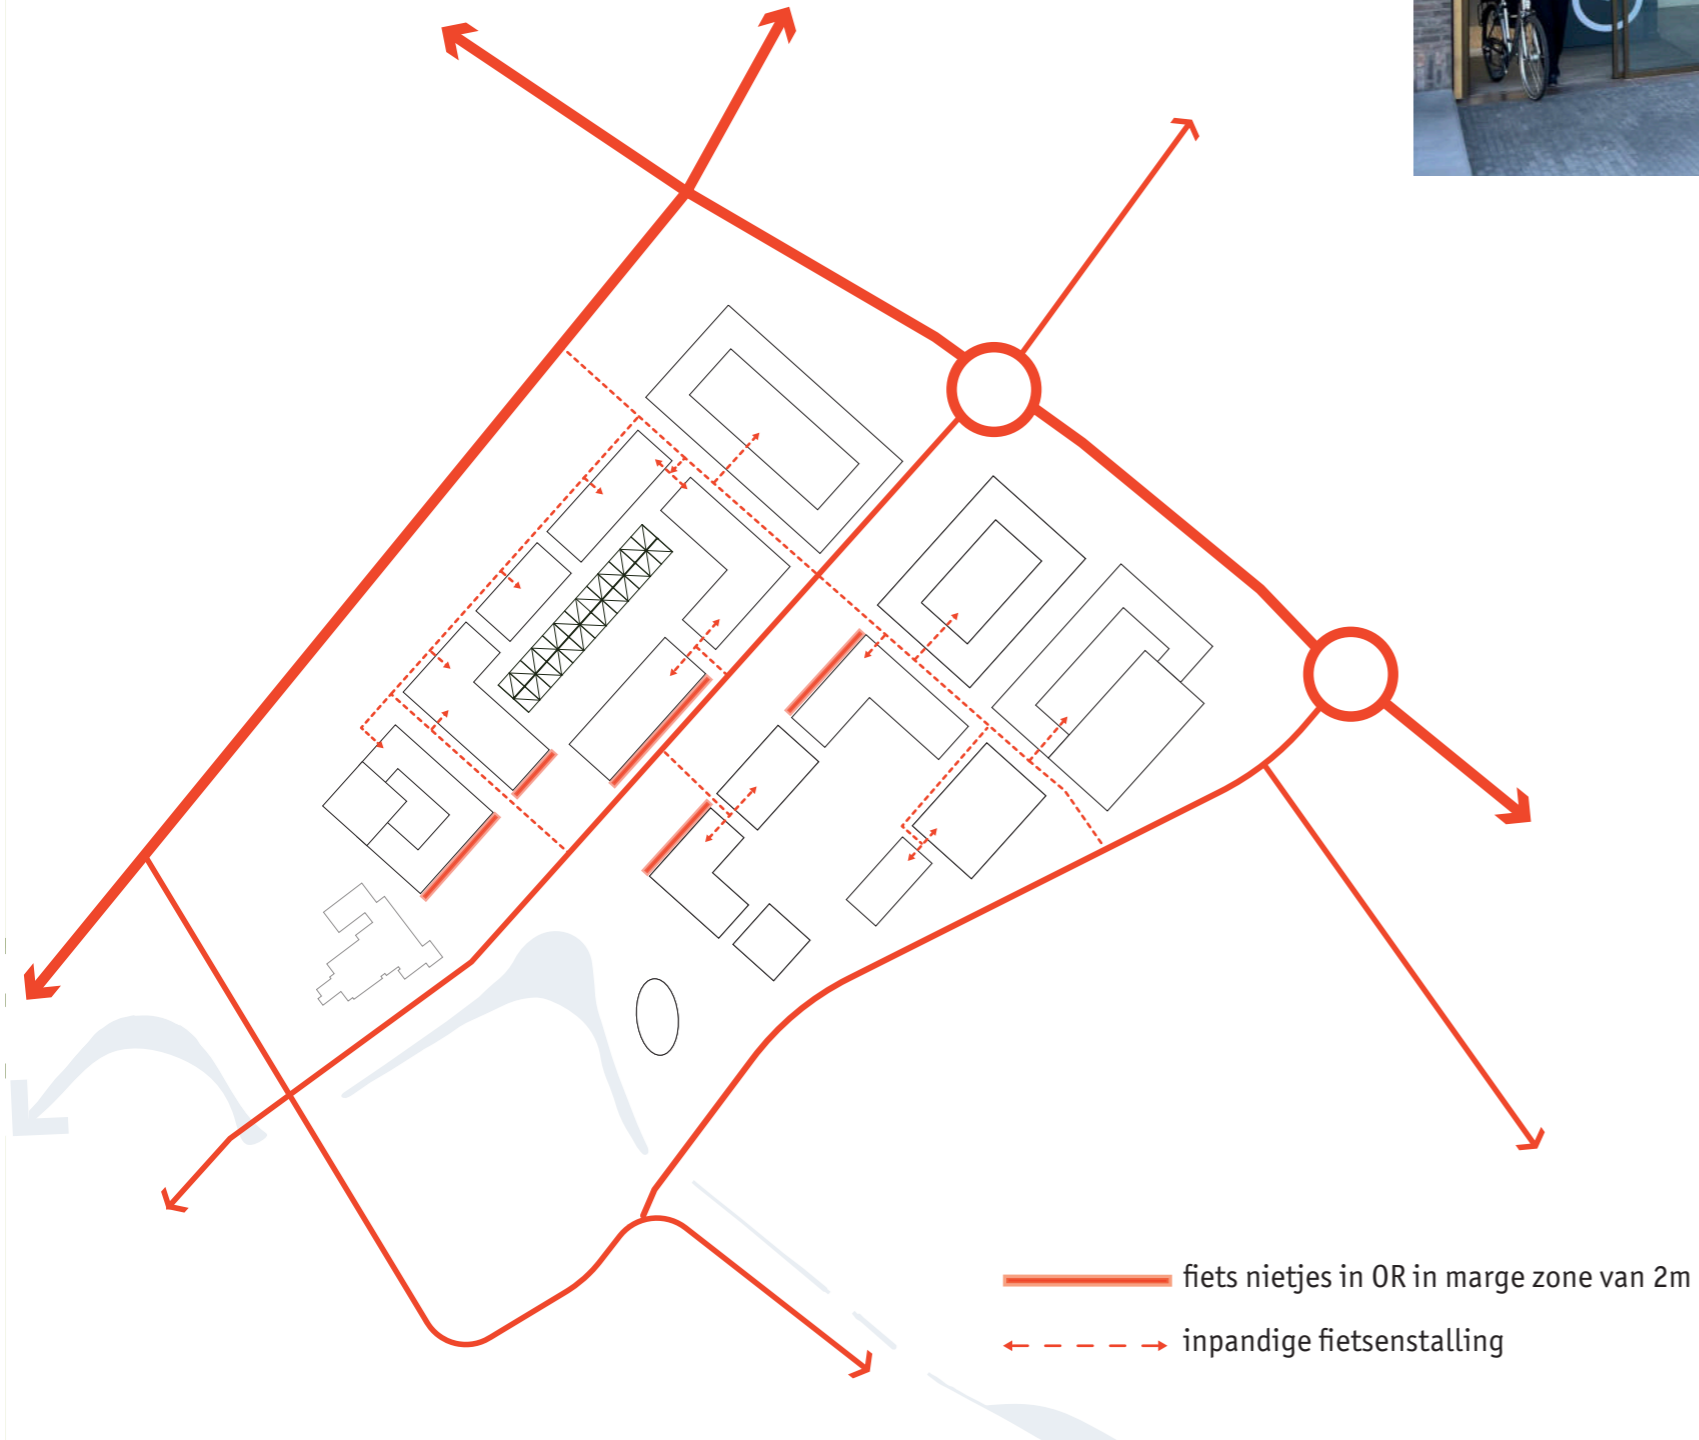 fiets nietjes in OR in marge zone van 2m
inpandige fietsenstalling